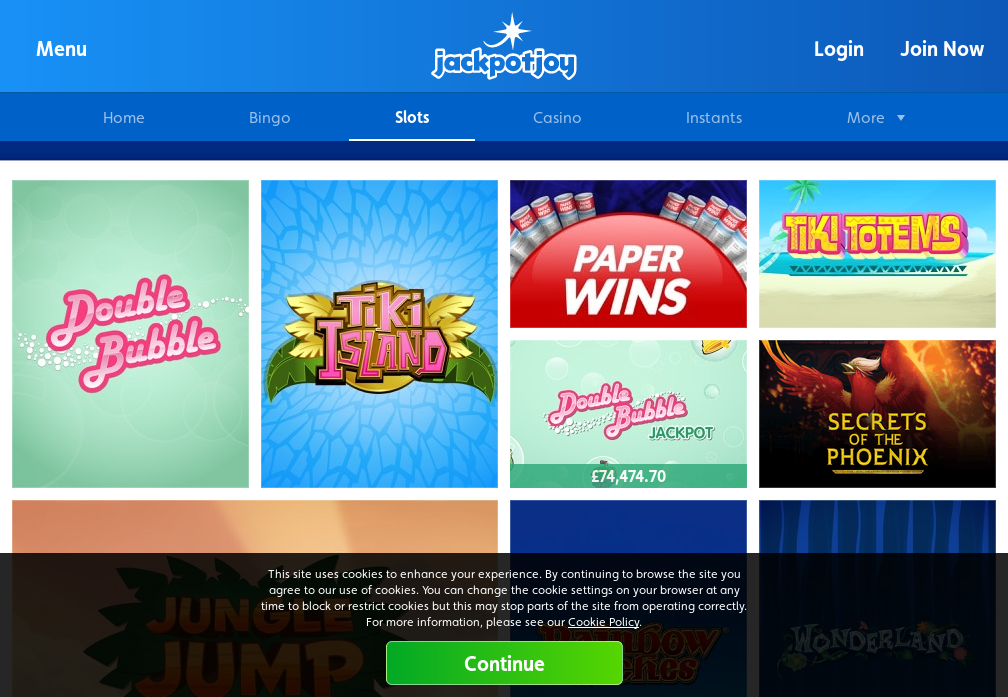 Menu
jackpotjoy
Login
Join Now
Home
Bingo
Slots
Casino
Instants
More
Double
Bubble
TIKI
ISLAND
PAPER
WINS
TIKI TOTEMS
Double
Bubble
JACKPOT
£74,474.70
SECRETS
OF THE
PHOENIX
JUNGLE
JUMP
Rainbow
WONDERLAND
This site uses cookies to enhance your experience. By continuing to browse the site you
agree to our use of cookies. You can change the cookie settings on your browser at any
time to block or restrict cookies but this may stop parts of the site from operating correctly.
For more information, please see our Cookie Policy.
Continue